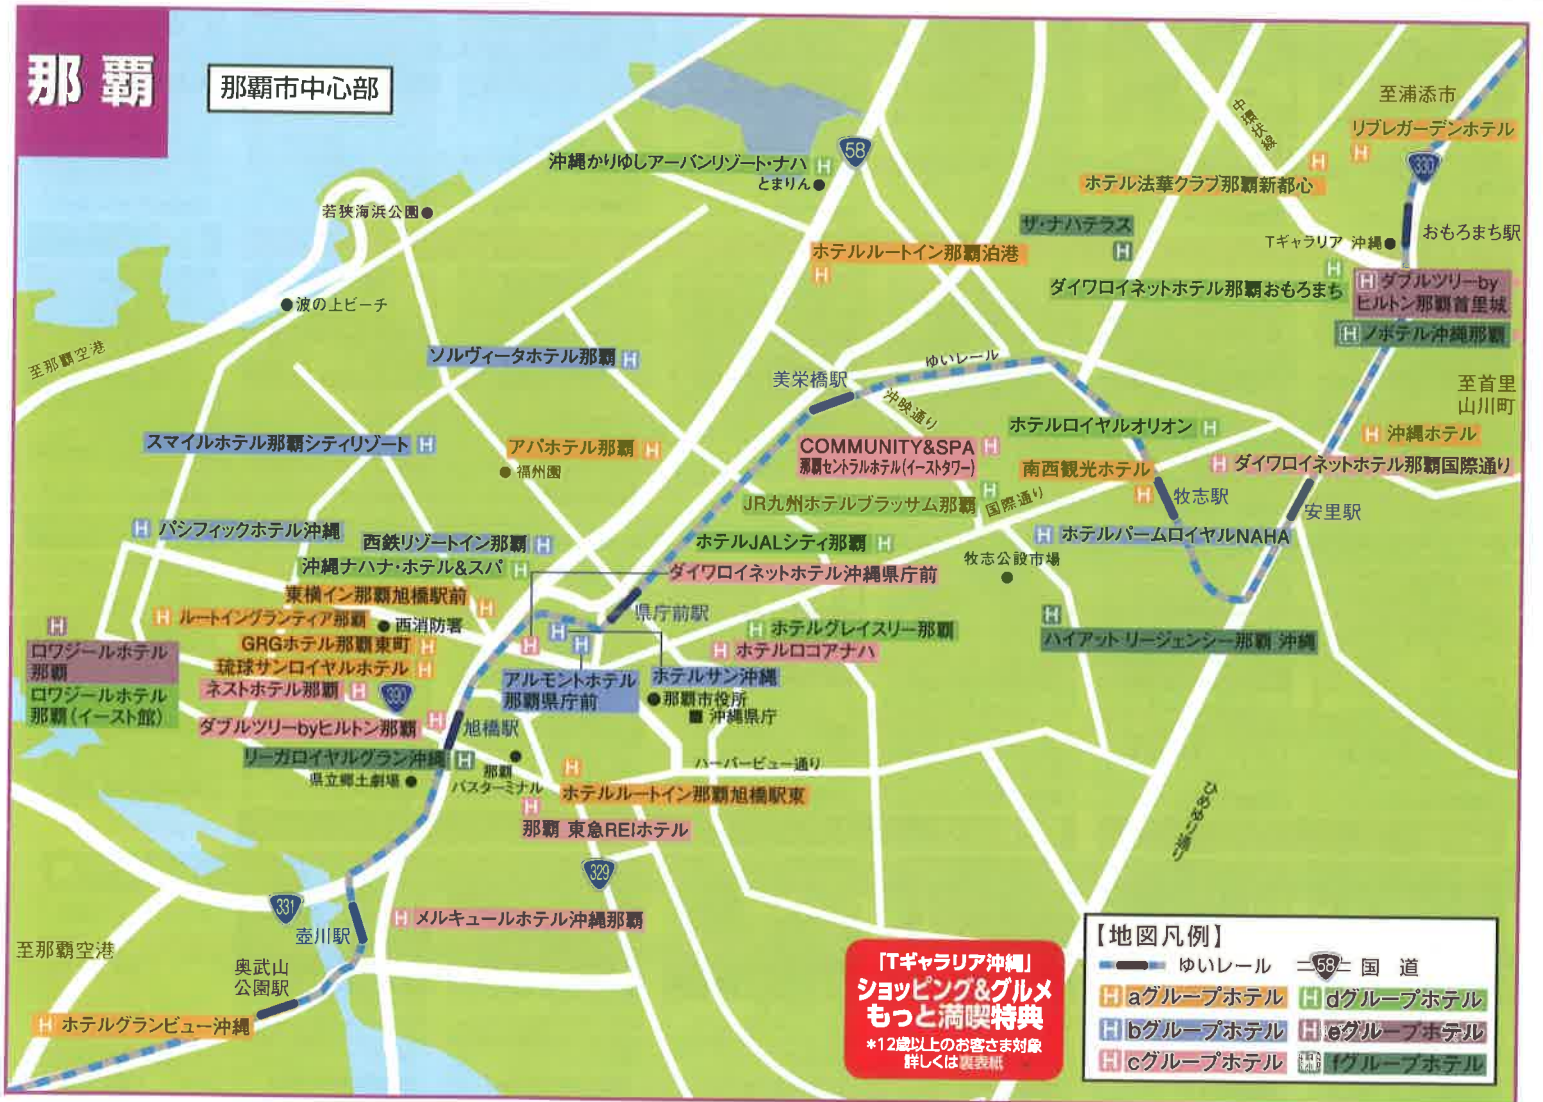 那覇
那覇市中心部
至浦添市
中環状線
リブレガーデンホテル
58
330
沖縄かりゆしアーバンリゾート・ナハ
とまりん
ホテル法華クラブ那覇新都心
若狭海浜公園
ザ・ナハテラス
Tギャラリア 沖縄
おもろまち駅
ホテルルートイン那覇泊港
ダイワロイネットホテル那覇おもろまち
ダブルツリーby
ヒルトン那覇首里城
波の上ビーチ
ノボテル沖縄那覇
至那覇空港
ソルヴィータホテル那覇
ゆいレール
美栄橋駅
至首里
山川町
沖映通り
スマイルホテル那覇シティリゾート
アパホテル那覇
福州園
COMMUNITY&SPA
那覇セントラルホテル(イーストタワー)
ホテルロイヤルオリオン
沖縄ホテル
南西観光ホテル
ダイワロイネットホテル那覇国際通り
JR九州ホテルブラッサム那覇
国際通り
牧志駅
安里駅
パシフィックホテル沖縄
西鉄リゾートイン那覇
ホテルJALシティ那覇
ホテルパームロイヤルNAHA
沖縄ナハナ・ホテル&スパ
ダイワロイネットホテル沖縄県庁前
牧志公設市場
東横イン那覇旭橋駅前
ルートイングランティア那覇
西消防署
県庁前駅
ホテルグレイスリー那覇
ハイアット リージェンシー那覇 沖縄
GRGホテル那覇東町
ホテルロコアナハ
ロワジールホテル
那覇
琉球サンロイヤルホテル
アルモントホテル
那覇県庁前
ホテルサン沖縄
ロワジールホテル
那覇(イースト館)
ネストホテル那覇
那覇市役所
沖縄県庁
ダブルツリーbyヒルトン那覇
旭橋駅
リーガロイヤルグラン沖縄
県立郷土劇場
那覇
バスターミナル
ハーバービュー通り
ホテルルートイン那覇旭橋駅東
那覇 東急REIホテル
ひめゆり通り
329
331
メルキュールホテル沖縄那覇
壺川駅
至那覇空港
奥武山
公園駅
ホテルグランビュー沖縄
「Tギャラリア沖縄」
ショッピング&グルメ
もっと満喫特典
*12歳以上のお客さま対象
詳しくは裏表紙
【地図凡例】
ゆいレール
58 国 道
H aグループホテル
H dグループホテル
H bグループホテル
H eグループホテル
H cグループホテル
H fグループホテル